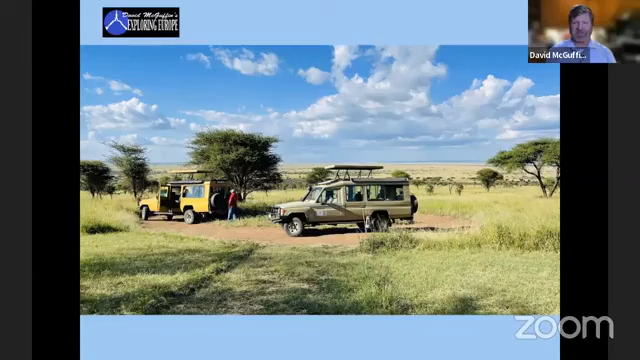 David McGuffin's
EXPLORING EUROPE
David McGuffi...
zoom